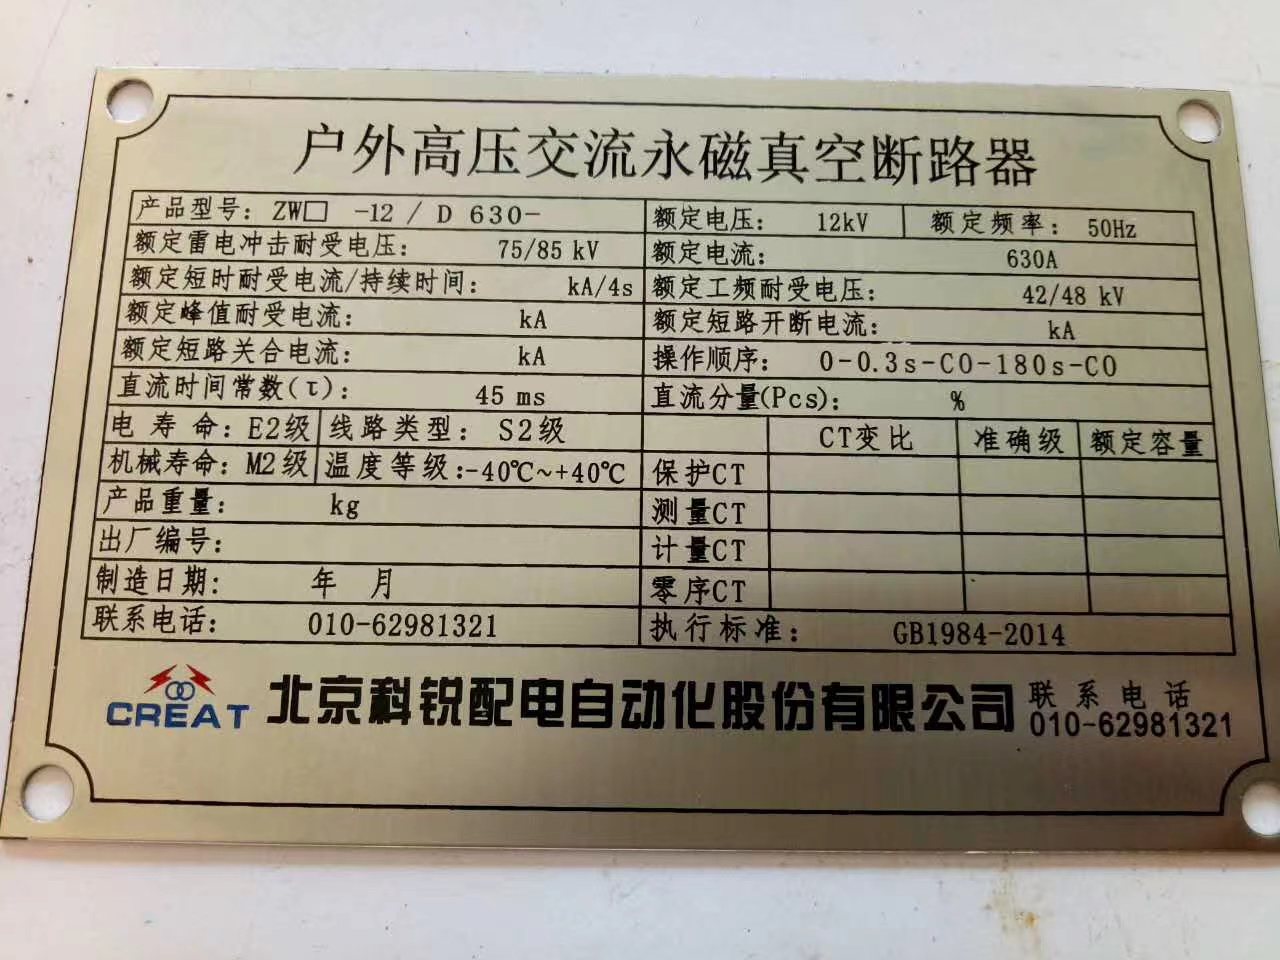 户外高压交流永磁真空断路器
产品型号: ZW□ -12 / D 630- 额定电压: 12kV 额定频率: 50Hz
额定雷电冲击耐受电压: 75/85 kV 额定电流: 630A
额定短时耐受电流/持续时间: kA/4s 额定工频耐受电压: 42/48 kV
额定峰值耐受电流: kA 额定短路开断电流: kA
额定短路关合电流: kA 操作顺序: 0-0.3s-CO-180s-CO
直流时间常数(τ): 45 ms 直流分量(Pcs): %
电寿命: E2级 线路类型: S2级 CT变比 准确级 额定容量
机械寿命: M2级 温度等级:-40℃~+40℃ 保护CT
产品重量: kg 测量CT
出厂编号: 计量CT
制造日期: 年 月 零序CT
联系电话: 010-62981321 执行标准: GB1984-2014
CREAT 北京科锐配电自动化股份有限公司 联系电话
010-62981321